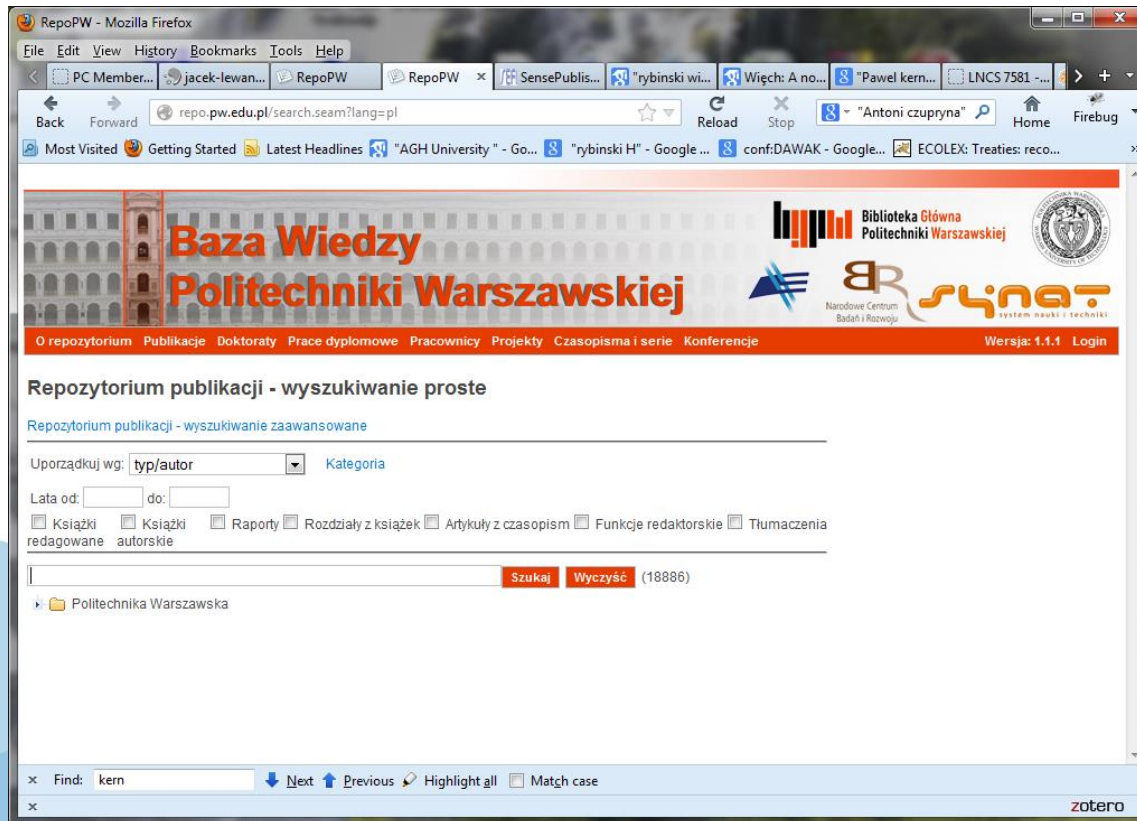 RepoPW - Mozilla Firefox
File Edit View History Bookmarks Tools Help
PC Member... jacek-lewan... RepoPW RepoPW × SensePublis... "rybinski wi... Więch: A no... "Pawel kern... LNCS 7581 -...
Back Forward repo.pw.edu.pl/search.seam?lang=pl Reload Stop "Antoni czupryna" Home Firebug
Most Visited Getting Started Latest Headlines "AGH University " - Go... "rybinski H" - Google ... conf:DAWAK - Google... ECOLEX: Treaties: reco...
Baza Wiedzy
Politechniki Warszawskiej
Biblioteka Główna
Politechniki Warszawskiej
Narodowe Centrum
Badań i Rozwoju
synat
system nauki i techniki
O repozytorium Publikacje Doktoraty Prace dyplomowe Pracownicy Projekty Czasopisma i serie Konferencje Wersja: 1.1.1 Login
Repozytorium publikacji - wyszukiwanie proste
Repozytorium publikacji - wyszukiwanie zaawansowane
Uporządkuj wg: typ/autor Kategoria
Lata od: do:
Książki redagowane Książki autorskie Raporty Rozdziały z książek Artykuły z czasopism Funkcje redaktorskie Tłumaczenia
Szukaj Wyczyść (18886)
Politechnika Warszawska
× Find: kern Next Previous Highlight all Match case
× zotero